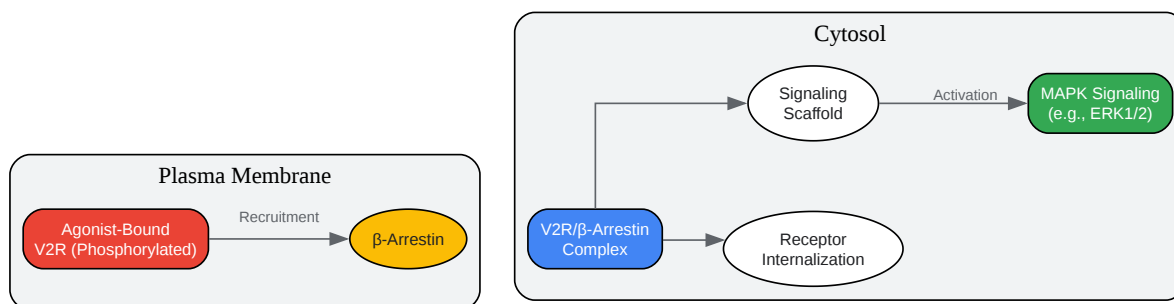 Plasma Membrane
Agonist-Bound
V2R (Phosphorylated)
Recruitment
β-Arrestin
Cytosol
Signaling
Scaffold
Activation
MAPK Signaling
(e.g., ERK1/2)
V2R/β-Arrestin
Complex
Receptor
Internalization